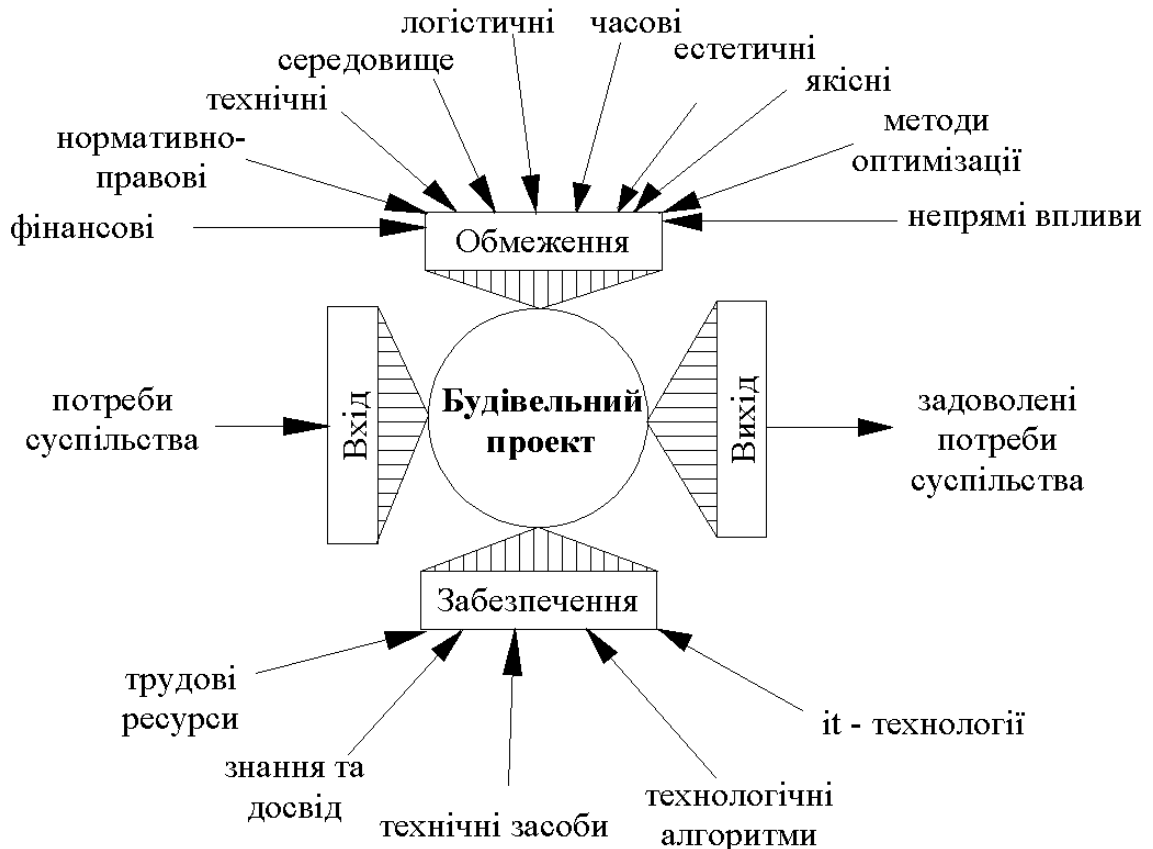 логістичні
часові
естетичні
середовище
якісні
технічні
методи
оптимізації
нормативно-
правові
фінансові
непрямі впливи
Обмеження
потреби
суспільства
Вхід
Будівельний
проект
Вихід
задоволені
потреби
суспільства
Забезпечення
трудові
ресурси
знання та
досвід
технічні засоби
технологічні
алгоритми
it - технології